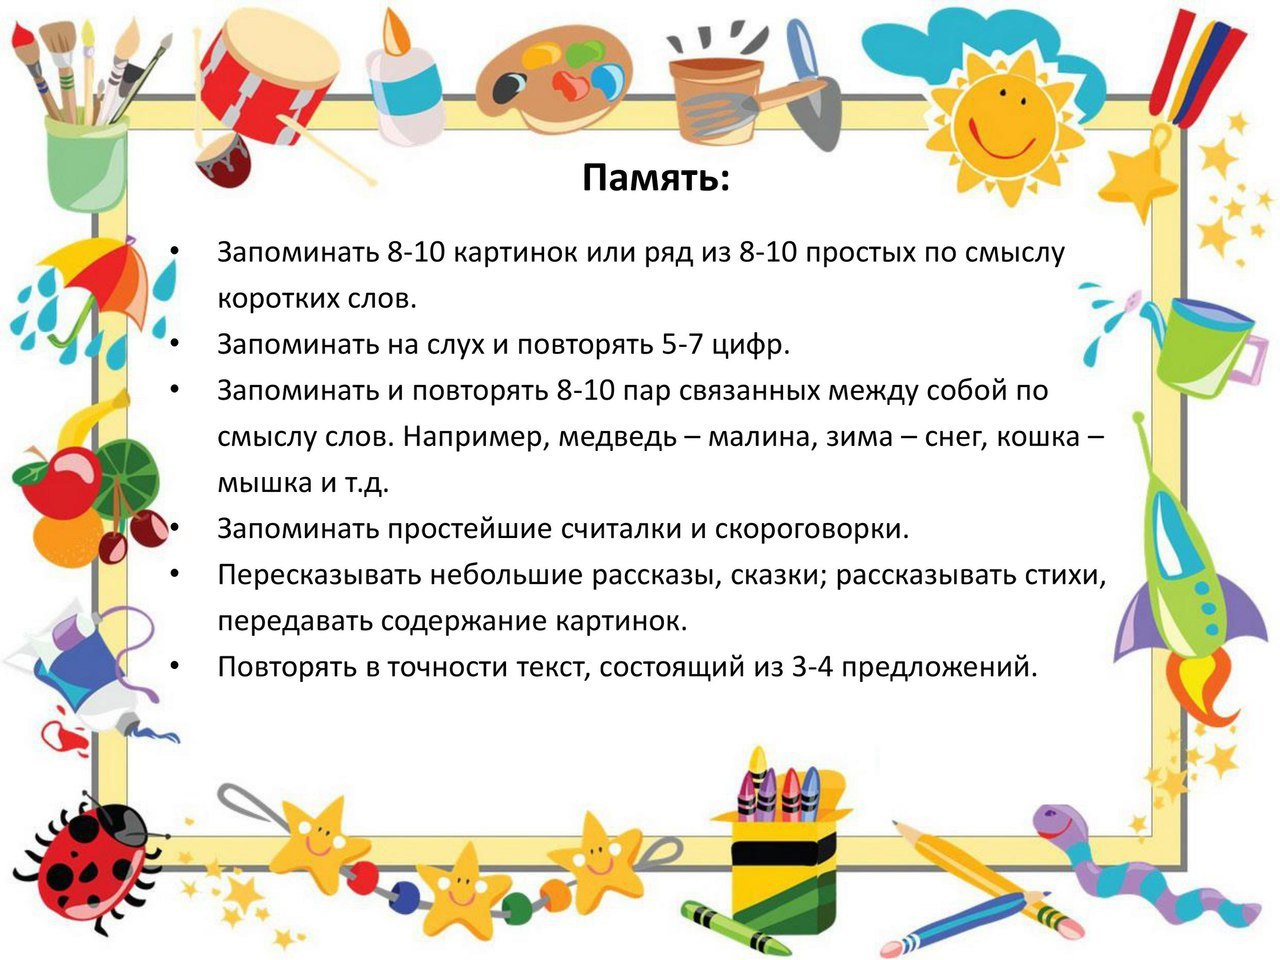 Память:
• Запоминать 8-10 картинок или ряд из 8-10 простых по смыслу
коротких слов.
• Запоминать на слух и повторять 5-7 цифр.
• Запоминать и повторять 8-10 пар связанных между собой по
смыслу слов. Например, медведь – малина, зима – снег, кошка –
мышка и т.д.
• Запоминать простейшие считалки и скороговорки.
• Пересказывать небольшие рассказы, сказки; рассказывать стихи,
передавать содержание картинок.
• Повторять в точности текст, состоящий из 3-4 предложений.